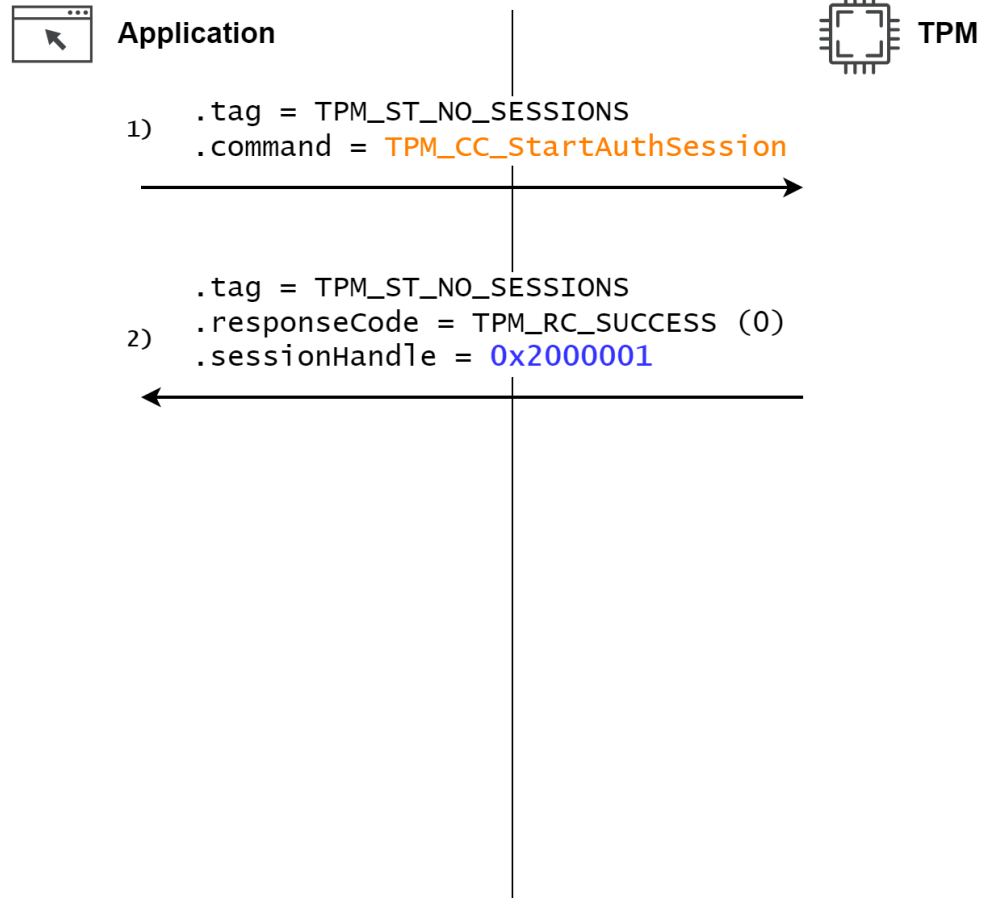 Application
TPM
1)
.tag = TPM_ST_NO_SESSIONS
.command = TPM_CC_StartAuthSession
2)
.tag = TPM_ST_NO_SESSIONS
.responseCode = TPM_RC_SUCCESS (0)
.sessionHandle = 0x2000001